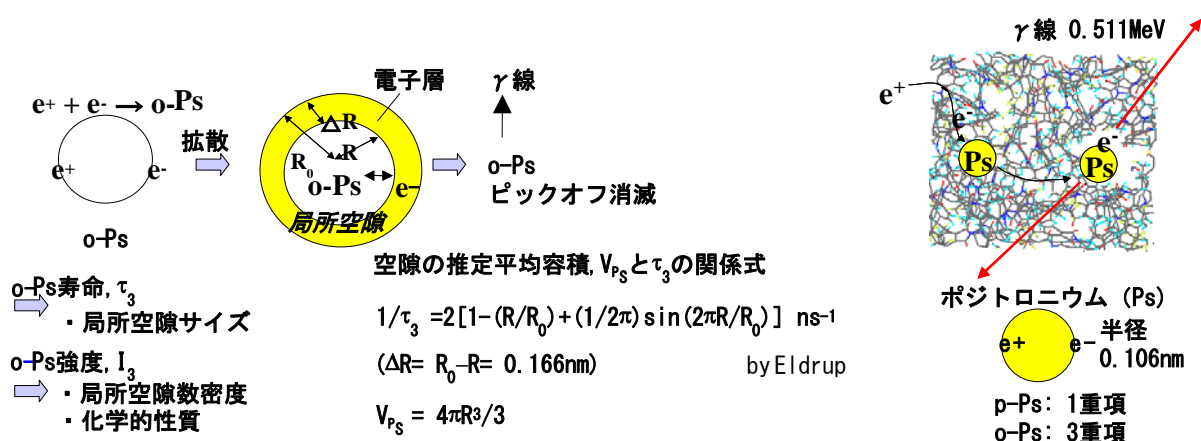 e⁺ + e⁻ → o-Ps
e⁺
e⁻
o-Ps
拡散
電子層
△R
R₀
R
o-Ps
e−
局所空隙
γ線
o-Ps
ピックオフ消滅
o-Ps寿命, τ₃
・局所空隙サイズ
o-Ps強度, I₃
・局所空隙数密度
・化学的性質
空隙の推定平均容積, V_PSとτ₃の関係式
1/τ₃ =2[1-(R/R₀)+(1/2π)sin(2πR/R₀)] ns⁻¹
(ΔR= R₀-R= 0.166nm) by Eldrup
V_PS = 4πR³/3
γ線 0.511MeV
e⁺
e⁻
Ps
e⁻
Ps
ポジトロニウム (Ps)
e+
e−
半径
0.106nm
p-Ps: 1重項
o-Ps: 3重項